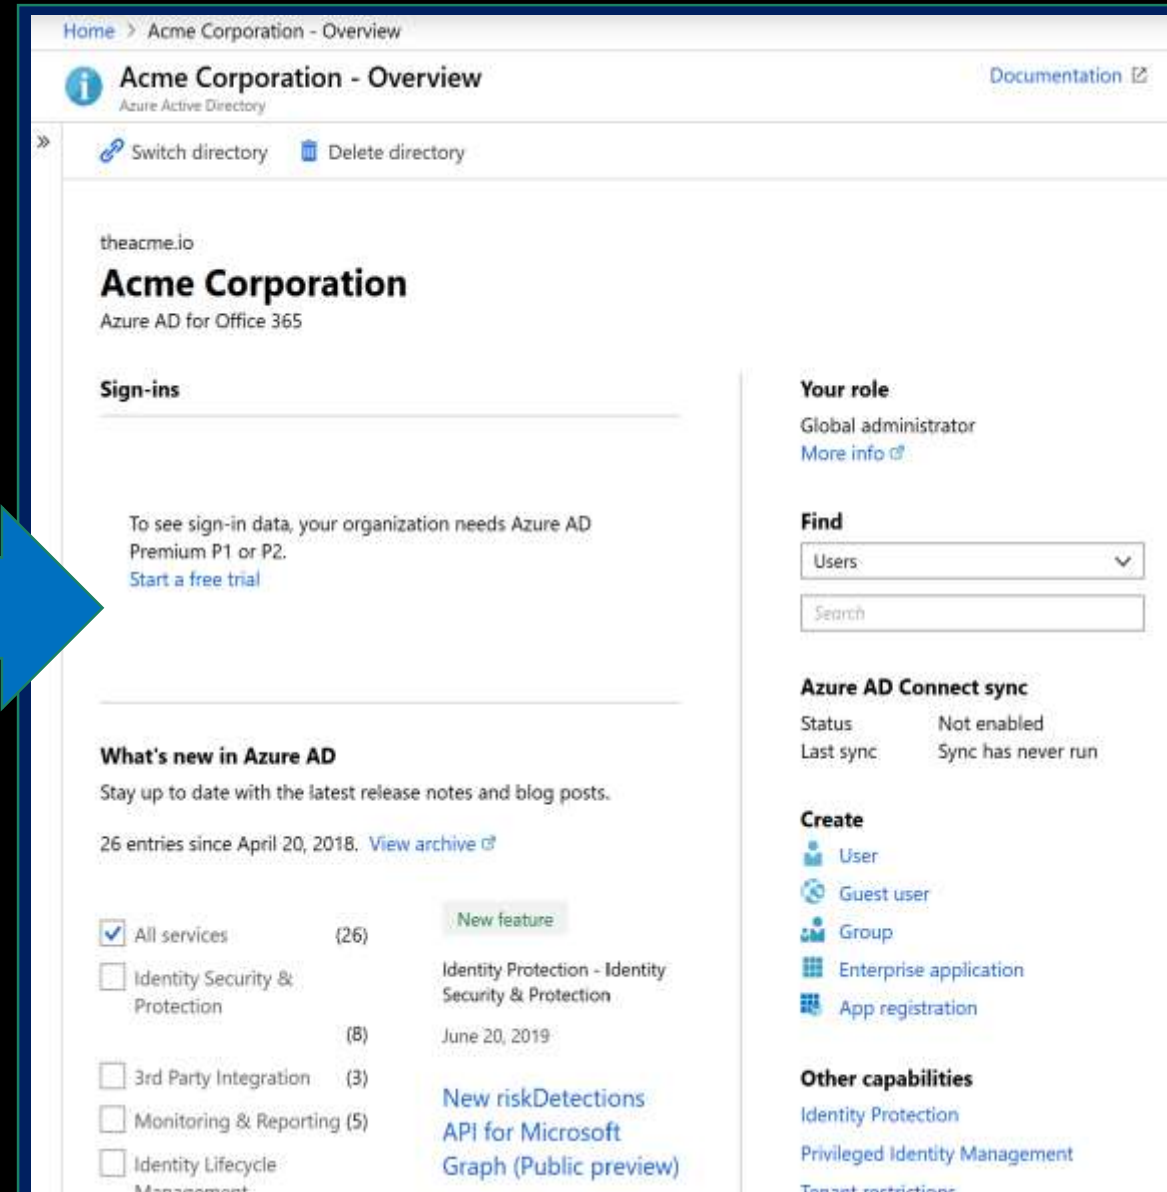 Home > Acme Corporation - Overview
Acme Corporation - Overview
Azure Active Directory
Documentation
»
Switch directory
Delete directory
theacme.io
Acme Corporation
Azure AD for Office 365
Sign-ins
To see sign-in data, your organization needs Azure AD
Premium P1 or P2.
Start a free trial
What's new in Azure AD
Stay up to date with the latest release notes and blog posts.
26 entries since April 20, 2018. View archive
All services (26)
Identity Security &
Protection
(8)
3rd Party Integration (3)
Monitoring & Reporting (5)
Identity Lifecycle
Management
New feature
Identity Protection - Identity
Security & Protection
June 20, 2019
New riskDetections
API for Microsoft
Graph (Public preview)
Your role
Global administrator
More info
Find
Users
Search
Azure AD Connect sync
Status Not enabled
Last sync Sync has never run
Create
User
Guest user
Group
Enterprise application
App registration
Other capabilities
Identity Protection
Privileged Identity Management
Tenant restrictions